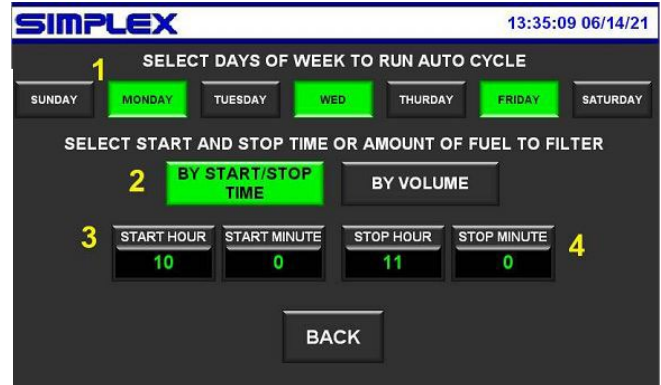 SIMPLEX 13:35:09 06/14/21
1 SELECT DAYS OF WEEK TO RUN AUTO CYCLE
SUNDAY MONDAY TUESDAY WED THURDAY FRIDAY SATURDAY
SELECT START AND STOP TIME OR AMOUNT OF FUEL TO FILTER
2 BY START/STOP
TIME BY VOLUME
3 START HOUR START MINUTE STOP HOUR STOP MINUTE 4
10 0 11 0
BACK